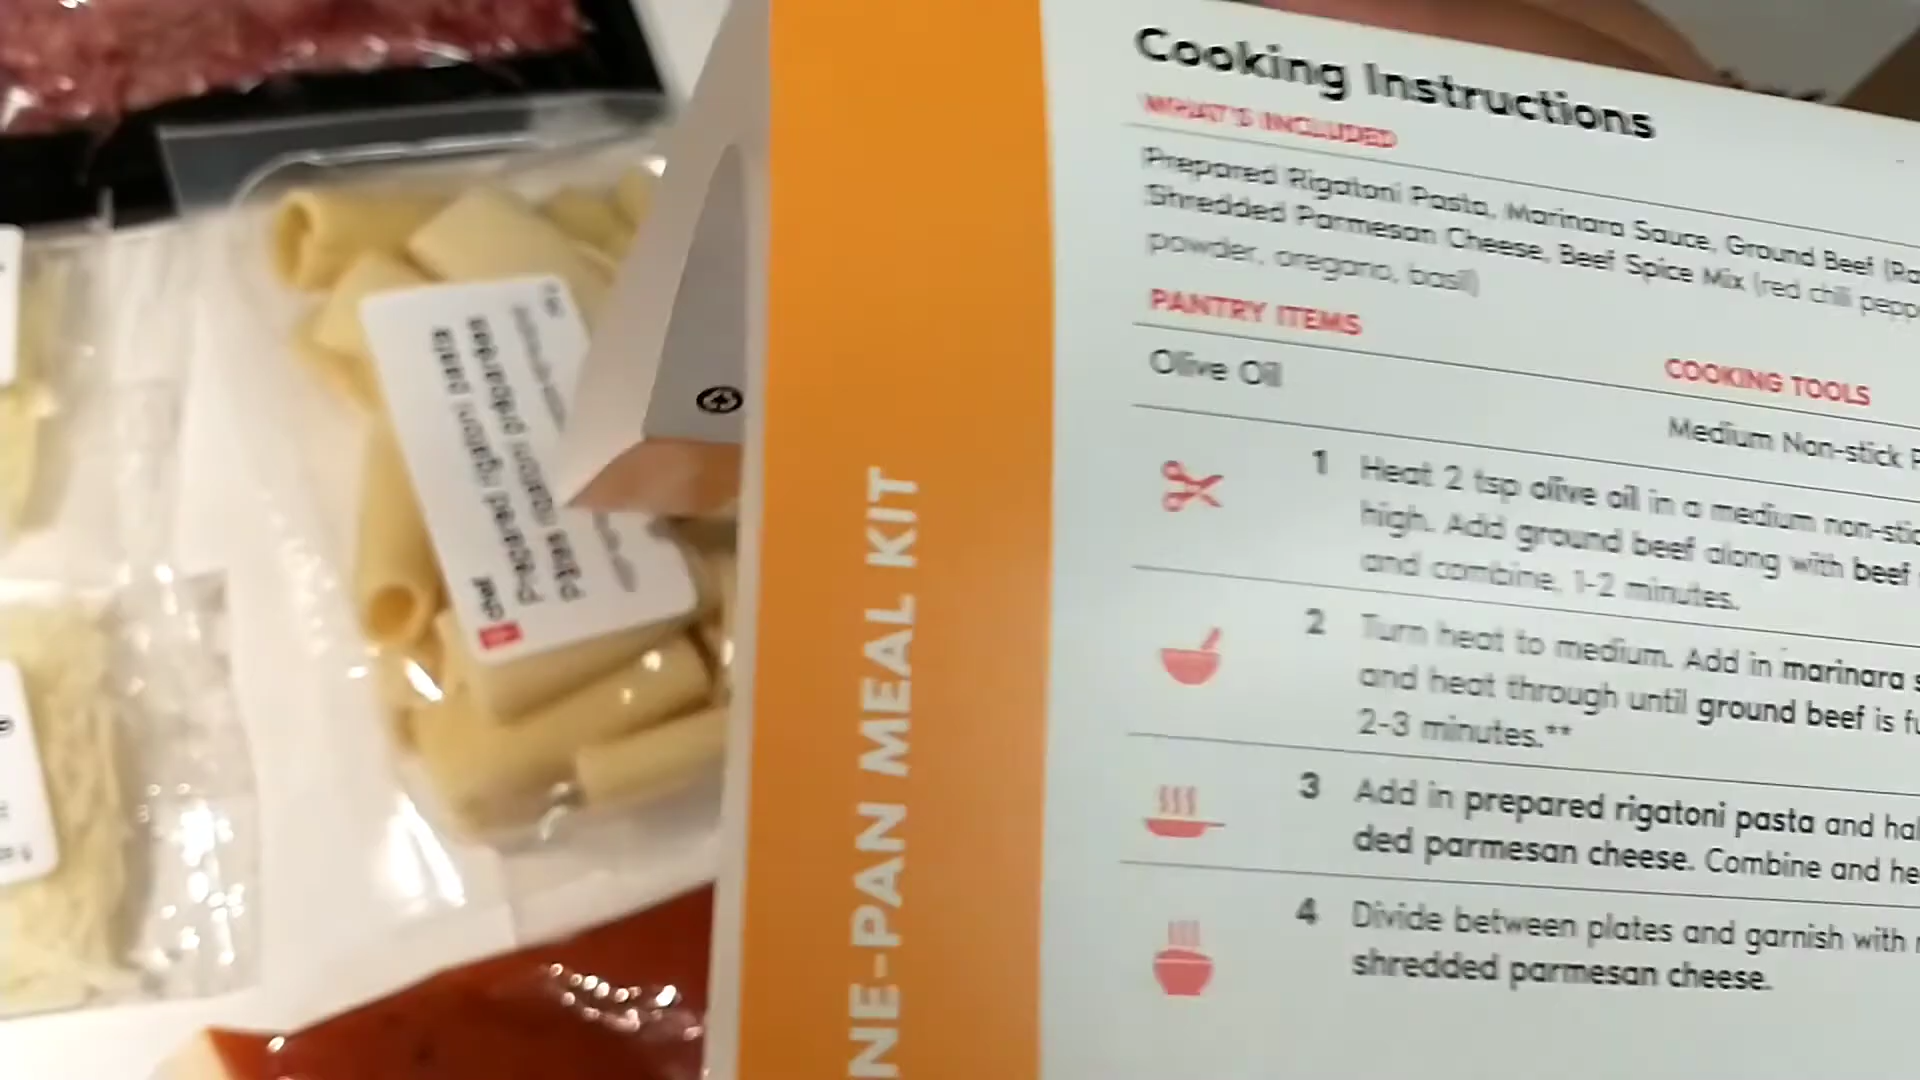 Cooking Instructions
WHAT'S INCLUDED
Prepared Rigatoni Pasta, Marinara Sauce, Ground Beef
Shredded Parmesan Cheese, Beef Spice Mix (red chili
powder, oregano, basil)
PANTRY ITEMS
Olive Oil
COOKING TOOLS
Medium Non-stick
1 Heat 2 tsp olive oil in a medium
high. Add ground beef along with beef
and combine, 1-2 minutes.
2 Turn heat to medium. Add in marinara
and heat through until ground beef is
2-3 minutes.**
3 Add in prepared rigatoni pasta and
ded parmesan cheese. Combine and
4 Divide between plates and garnish with
shredded parmesan cheese.
NE-PAN MEAL KIT
chef
Prepared rigatoni pasta
Pâtes rigatoni préparées